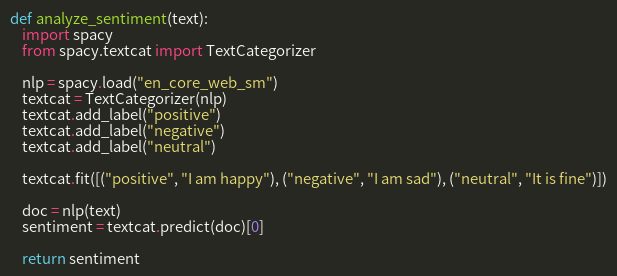 def analyze_sentiment(text):
    import spacy
    from spacy.textcat import TextCategorizer

    nlp = spacy.load("en_core_web_sm")
    textcat = TextCategorizer(nlp)
    textcat.add_label("positive")
    textcat.add_label("negative")
    textcat.add_label("neutral")

    textcat.fit([("positive", "I am happy"), ("negative", "I am sad"), ("neutral", "It is fine")])

    doc = nlp(text)
    sentiment = textcat.predict(doc)[0]

    return sentiment